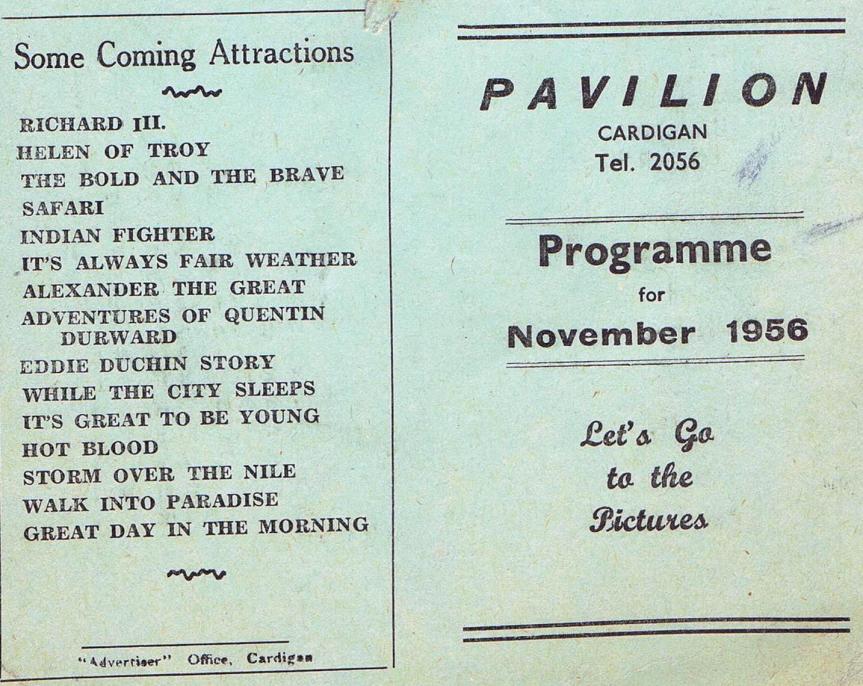 Some Coming Attractions
RICHARD III.
HELEN OF TROY
THE BOLD AND THE BRAVE
SAFARI
INDIAN FIGHTER
IT'S ALWAYS FAIR WEATHER
ALEXANDER THE GREAT
ADVENTURES OF QUENTIN
DURWARD
EDDIE DUCHIN STORY
WHILE THE CITY SLEEPS
IT'S GREAT TO BE YOUNG
HOT BLOOD
STORM OVER THE NILE
WALK INTO PARADISE
GREAT DAY IN THE MORNING
"Advertiser" Office, Cardigan
PAVILION
CARDIGAN
Tel. 2056
Programme
for
November 1956
Let's Go
to the
Pictures